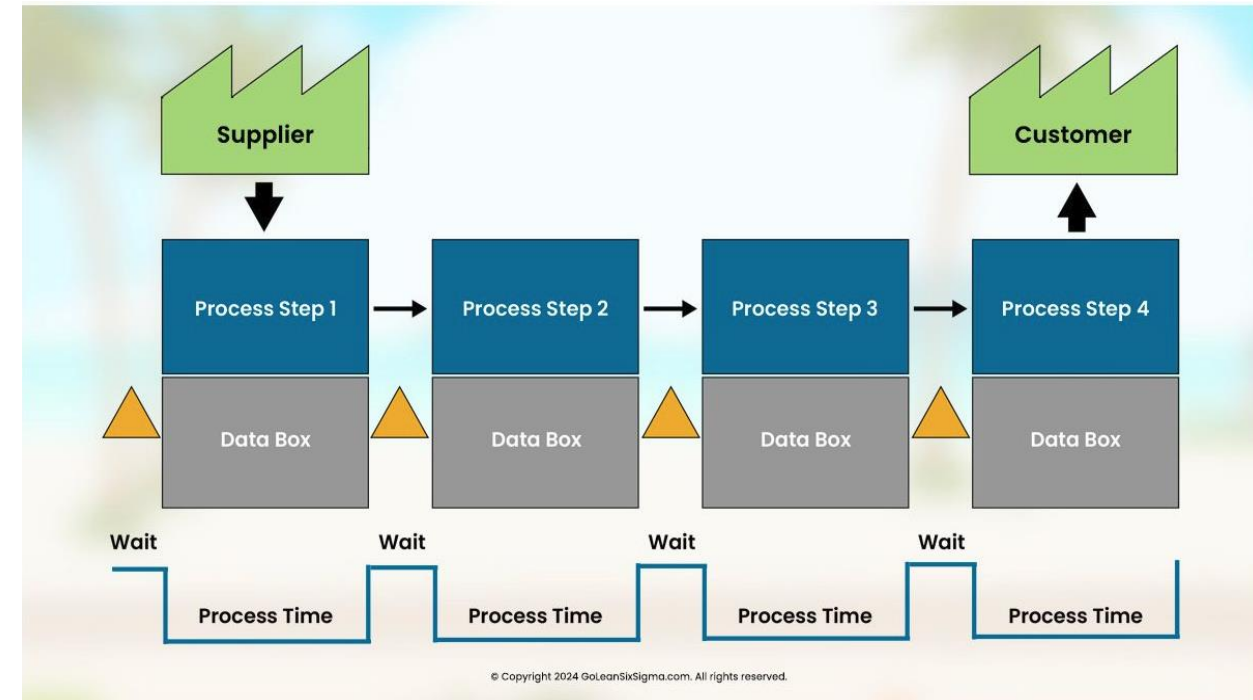 Supplier
Customer
Process Step 1
Process Step 2
Process Step 3
Process Step 4
Data Box
Data Box
Data Box
Data Box
Wait
Wait
Wait
Wait
Process Time
Process Time
Process Time
Process Time
© Copyright 2024 GoLeanSixSigma.com. All rights reserved.